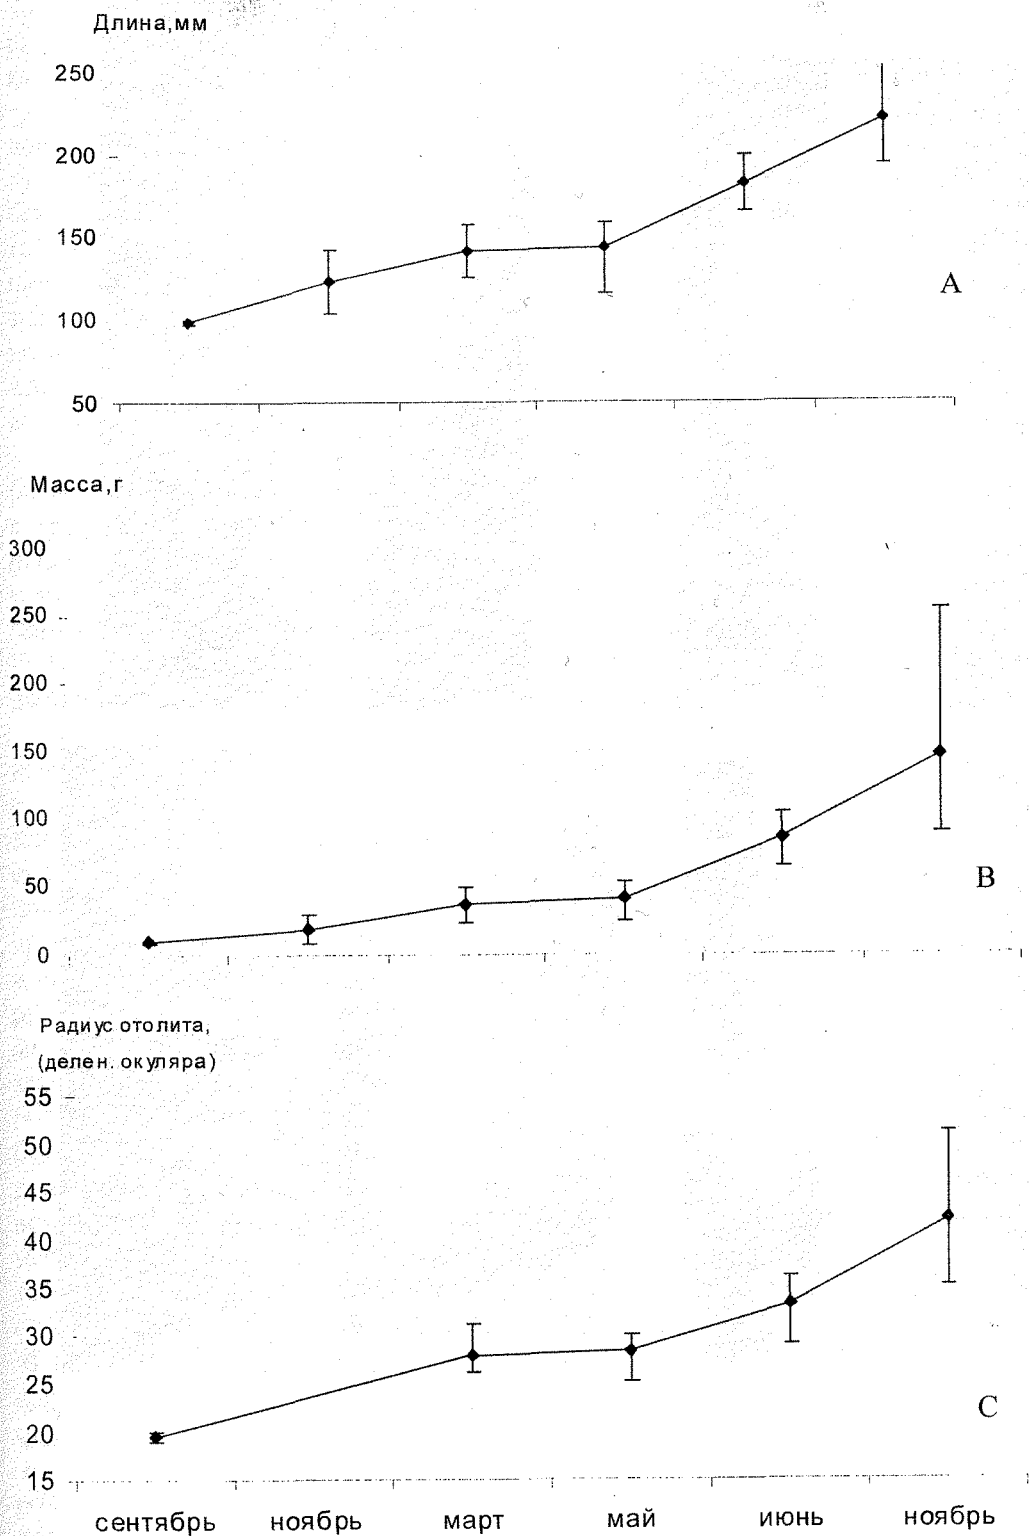 Длина,мм
250
200
150
100
50
A
Масса,г
300
250
200
150
100
50
0
B
Радиус отолита,
(делен. окуляра)
55
50
45
40
35
30
25
20
15
C
сентябрь ноябрь март май июнь ноябрь